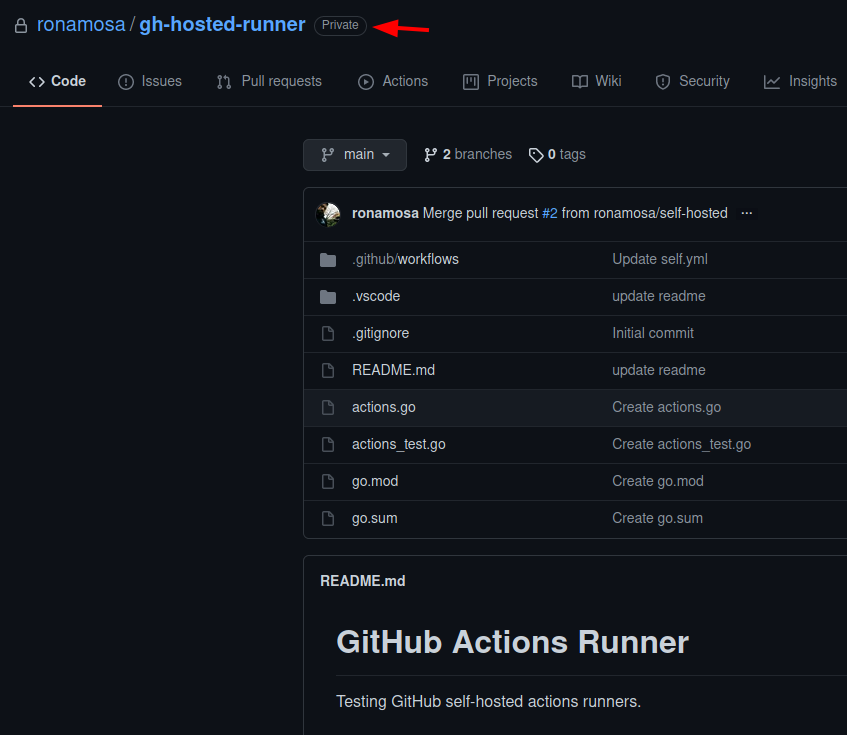 ronamosa / gh-hosted-runner Private
Code Issues Pull requests Actions Projects Wiki Security Insights
main 2 branches 0 tags
ronamosa Merge pull request #2 from ronamosa/self-hosted ...
.github/workflows Update self.yml
.vscode update readme
.gitignore Initial commit
README.md update readme
actions.go Create actions.go
actions_test.go Create actions_test.go
go.mod Create go.mod
go.sum Create go.sum
README.md
GitHub Actions Runner
Testing GitHub self-hosted actions runners.